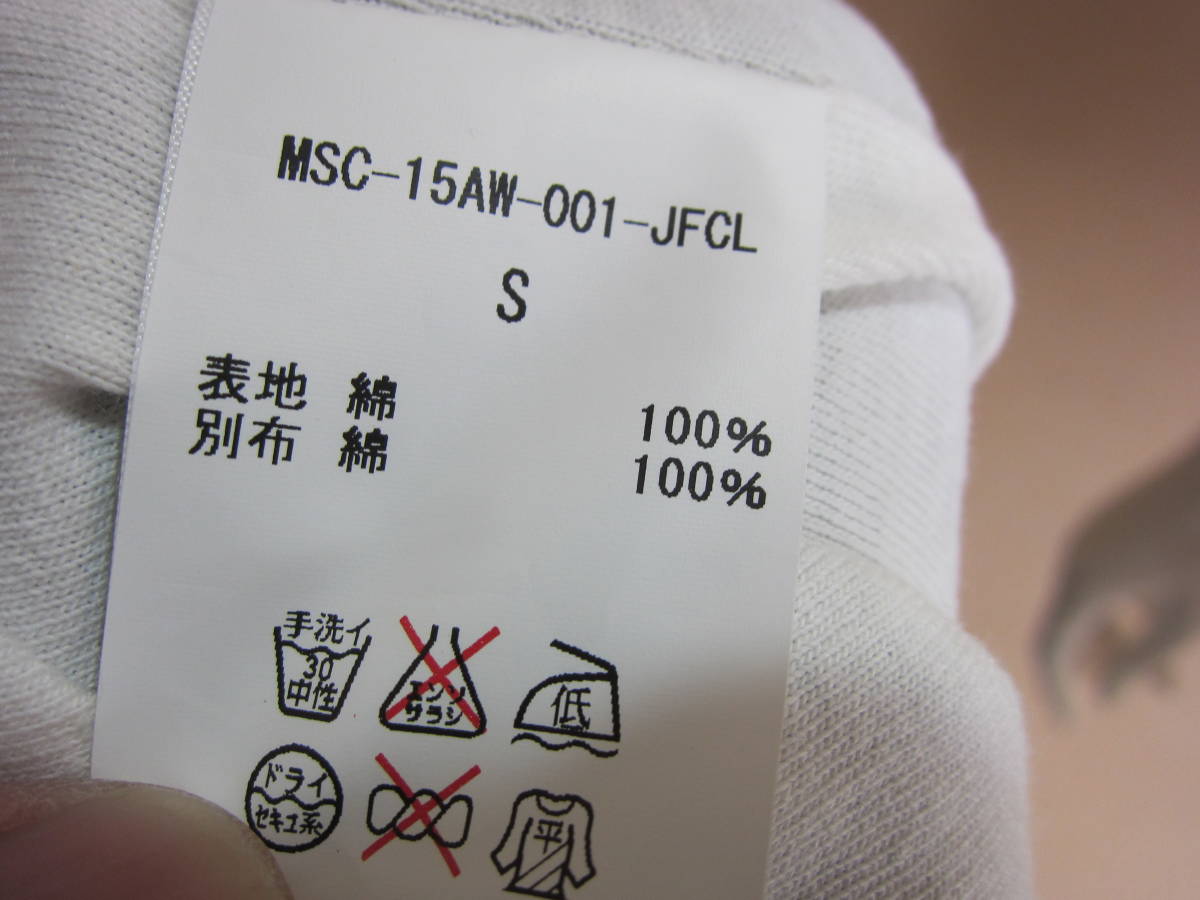 MSC-15AW-001-JFCL
S
表地 綿 100%
別布 綿 100%
手洗イ
30
中性
エンソ
サラシ
低
ドライ
セキユ系
平